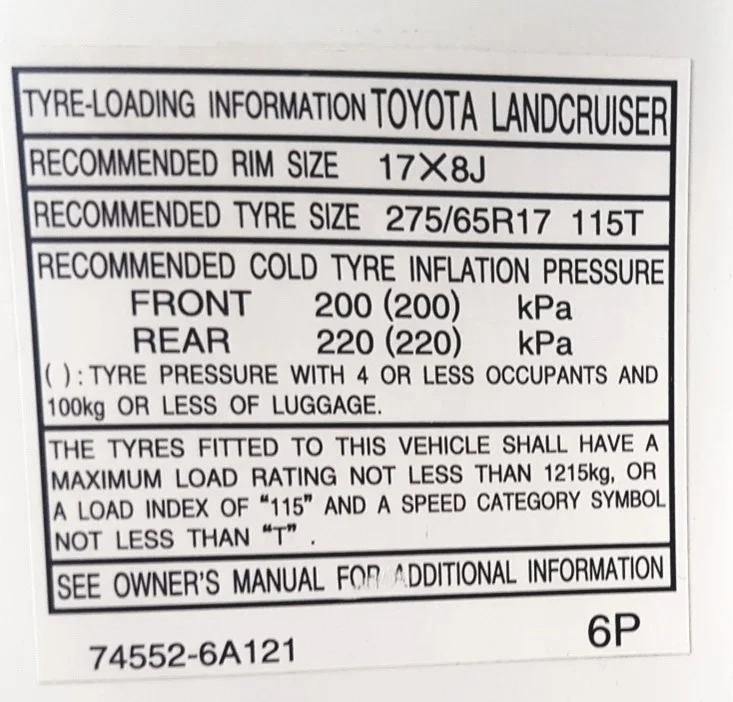 TYRE-LOADING INFORMATION TOYOTA LANDCRUISER
RECOMMENDED RIM SIZE 17X8J
RECOMMENDED TYRE SIZE 275/65R17 115T
RECOMMENDED COLD TYRE INFLATION PRESSURE
FRONT 200 (200) kPa
REAR 220 (220) kPa
( ) : TYRE PRESSURE WITH 4 OR LESS OCCUPANTS AND
100kg OR LESS OF LUGGAGE.
THE TYRES FITTED TO THIS VEHICLE SHALL HAVE A
MAXIMUM LOAD RATING NOT LESS THAN 1215kg, OR
A LOAD INDEX OF “115” AND A SPEED CATEGORY SYMBOL
NOT LESS THAN “T” .
SEE OWNER'S MANUAL FOR ADDITIONAL INFORMATION
74552-6A121 6P